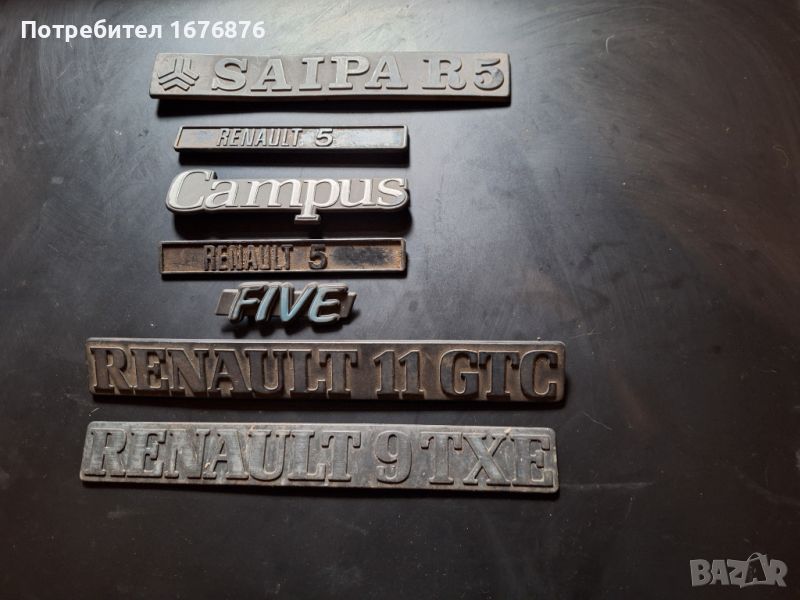 Потребител 1676876
SAIPA R5
RENAULT 5
Campus
RENAULT 5
FIVE
RENAULT 11 GTC
RENAULT 9 TXE
BAZAR